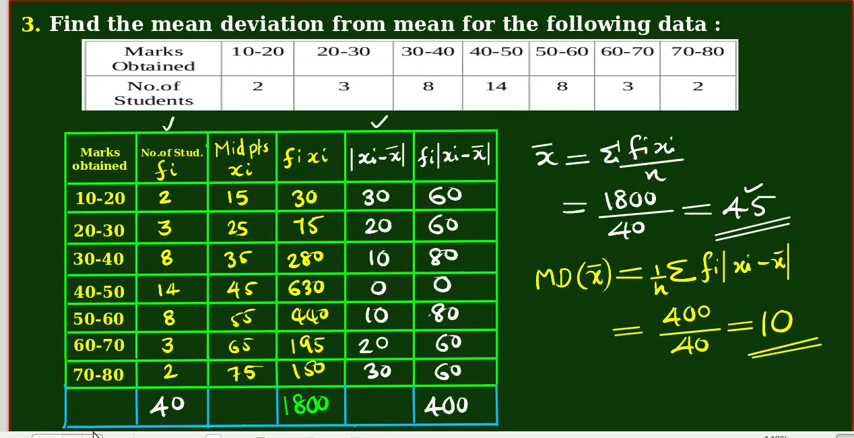 3. Find the mean deviation from mean for the following data :
Marks Obtained 10-20 20-30 30-40 40-50 50-60 60-70 70-80
No.of Students 2 3 8 14 8 3 2
Marks obtained No.of Stud. fi Mid pts xi fixi |xi-x̄| fi|xi-x̄|
10-20 2 15 30 30 60
20-30 3 25 75 20 60
30-40 8 35 280 10 80
40-50 14 45 630 0 0
50-60 8 55 440 10 80
60-70 3 65 195 20 60
70-80 2 75 150 30 60
40 1800 400
x̄ = Σfixi/n
= 1800/40 = 45
MD(x̄) = 1/n Σ fi|xi-x̄|
= 400/40 = 10